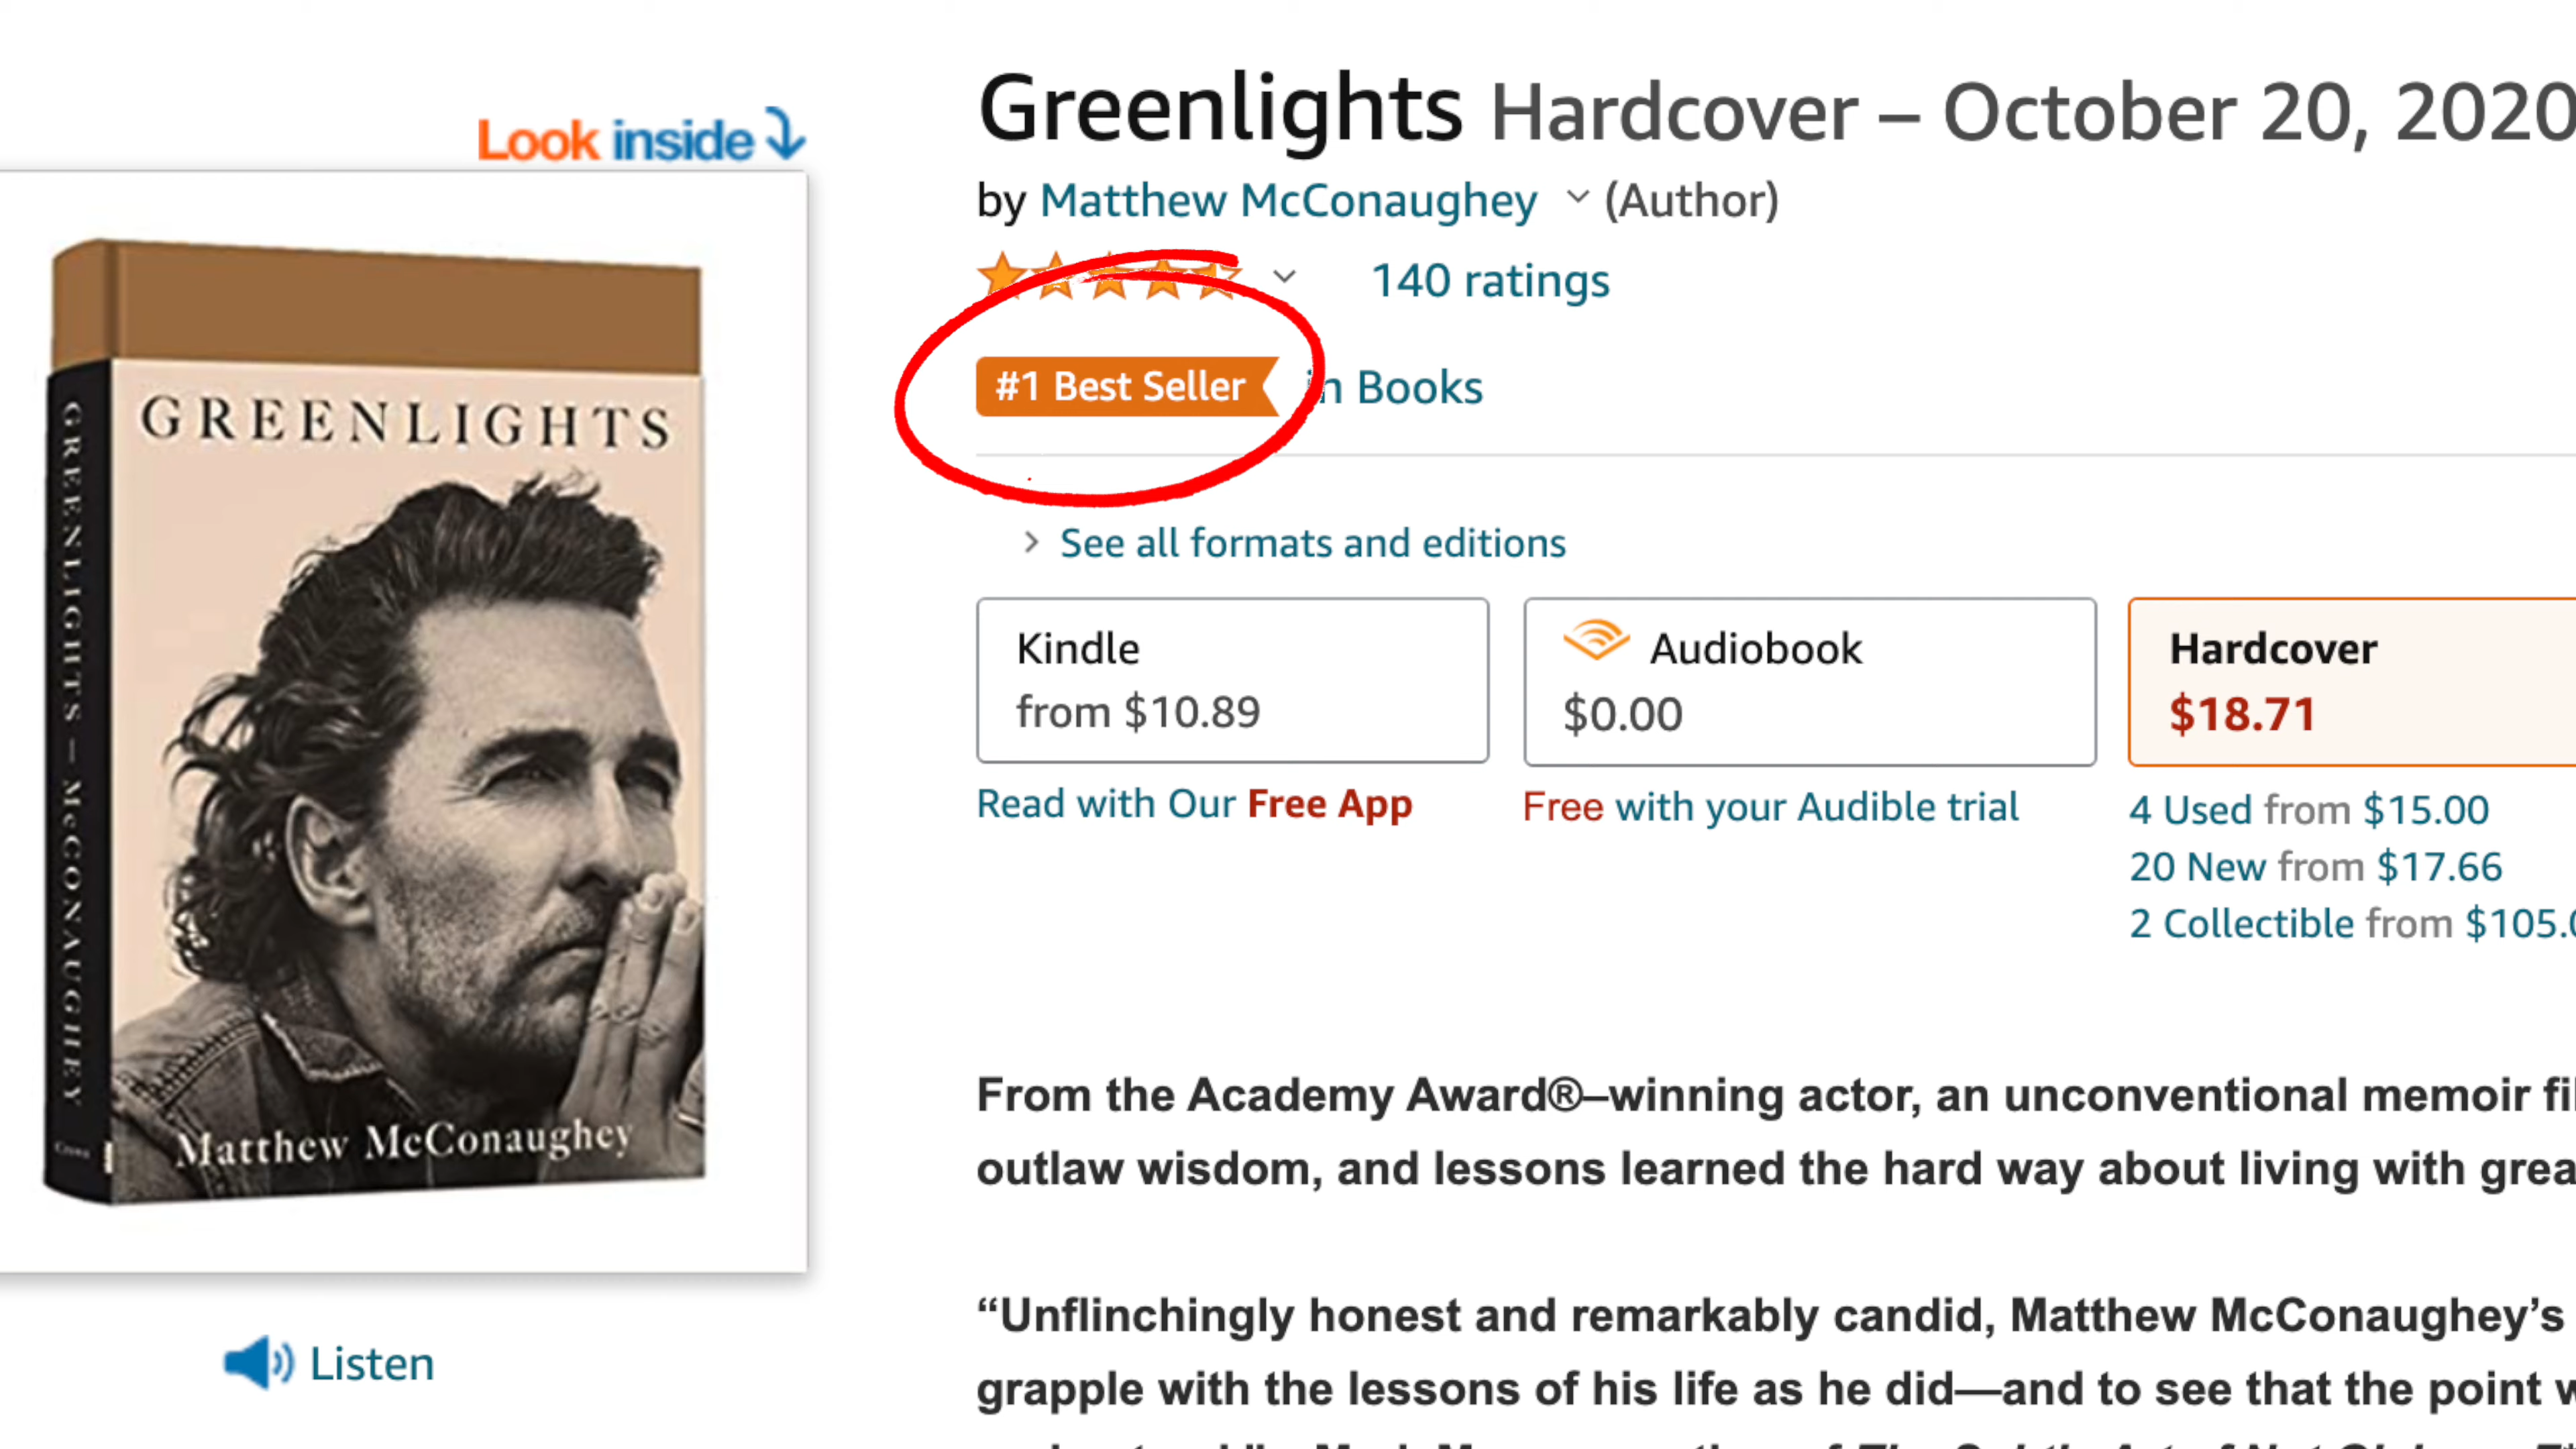 Look inside
GREENLIGHTS
GREENLIGHTS — McCONAUGHEY
Matthew McConaughey
Listen
Greenlights Hardcover – October 20, 2020
by Matthew McConaughey (Author)
140 ratings
#1 Best Seller in Books
See all formats and editions
Kindle
from $10.89
Read with Our Free App
Audiobook
$0.00
Free with your Audible trial
Hardcover
$18.71
4 Used from $15.00
20 New from $17.66
2 Collectible from $105.0
From the Academy Award®–winning actor, an unconventional memoir fi
outlaw wisdom, and lessons learned the hard way about living with grea
“Unflinchingly honest and remarkably candid, Matthew McConaughey’s
grapple with the lessons of his life as he did—and to see that the point w